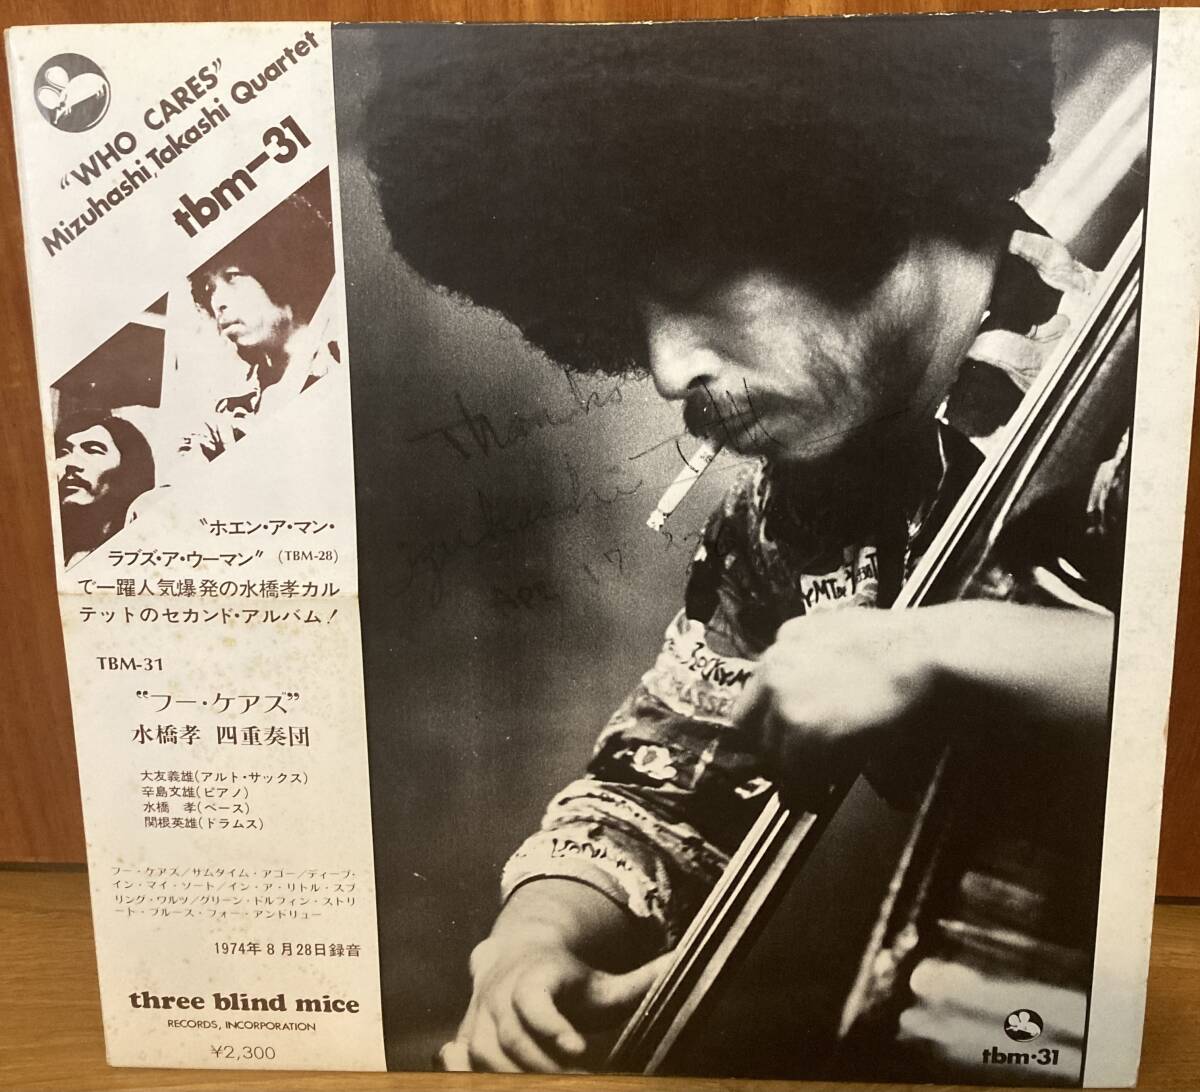 “WHO CARES”
Mizuhashi, Takashi Quartet
tbm-31
“ホエン・ア・マン・
ラブズ・ア・ウーマン” (TBM-28)
で一躍人気爆発の水橋孝カル
テットのセカンド・アルバム!
TBM-31
“フー・ケアズ”
水橋孝 四重奏団
大友義雄(アルト・サックス)
辛島文雄(ピアノ)
水橋 孝(ベース)
関根英雄(ドラムス)
フー・ケアズ/サムタイム・アゴー/ディープ・
イン・マイ・ソート/イン・ア・リトル・スプ
リング・ワルツ/グリーン・ドルフィン・ストリ
ート・ブルース・フォー・アンドリュー
1974年8月28日録音
three blind mice
RECORDS, INCORPORATION
¥2,300
Thanks
17
tbm·31